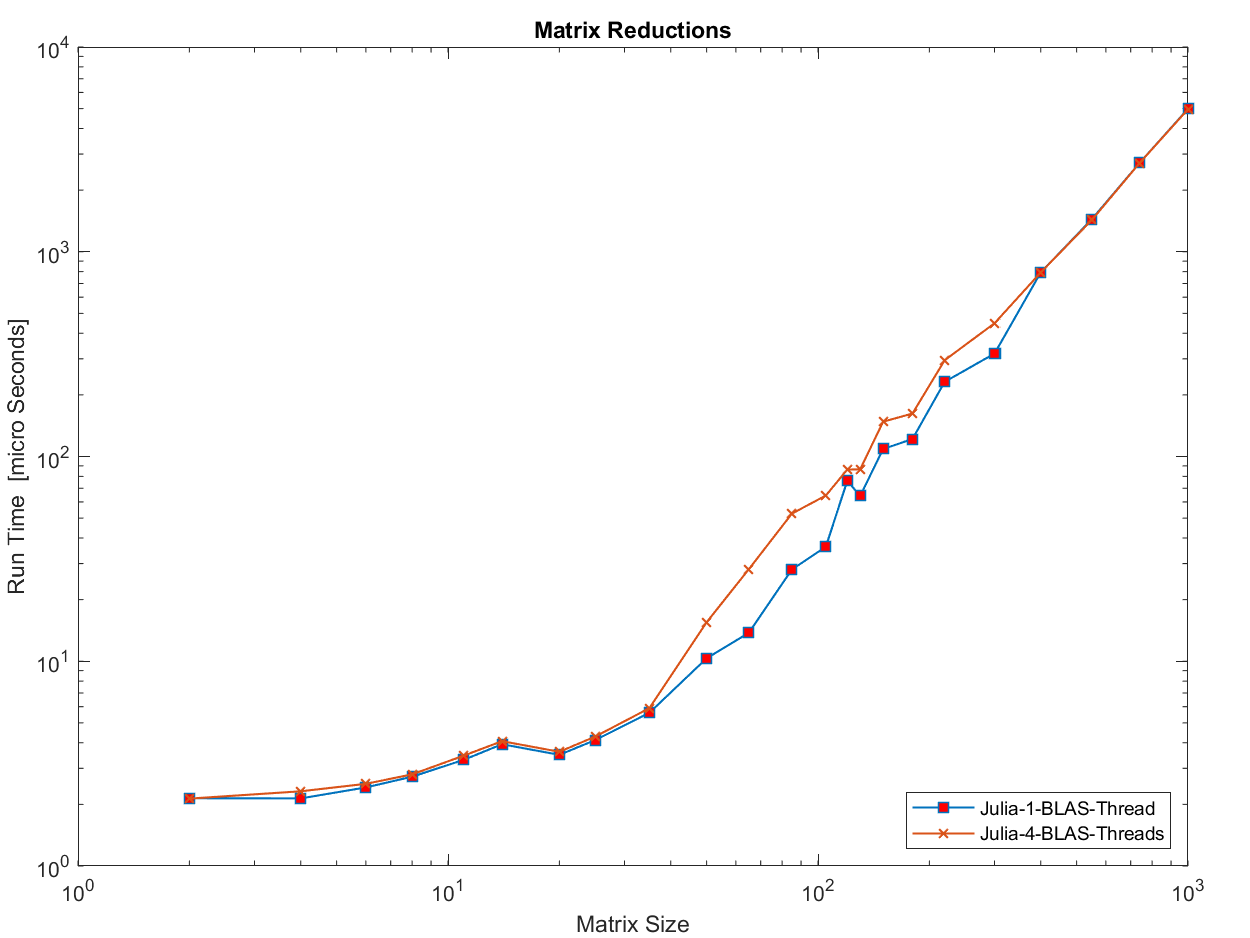 Matrix Reductions
10^4
10^3
10^2
10^1
10^0
Run Time [micro Seconds]
Julia-1-BLAS-Thread
Julia-4-BLAS-Threads
10^0 10^1 10^2 10^3
Matrix Size